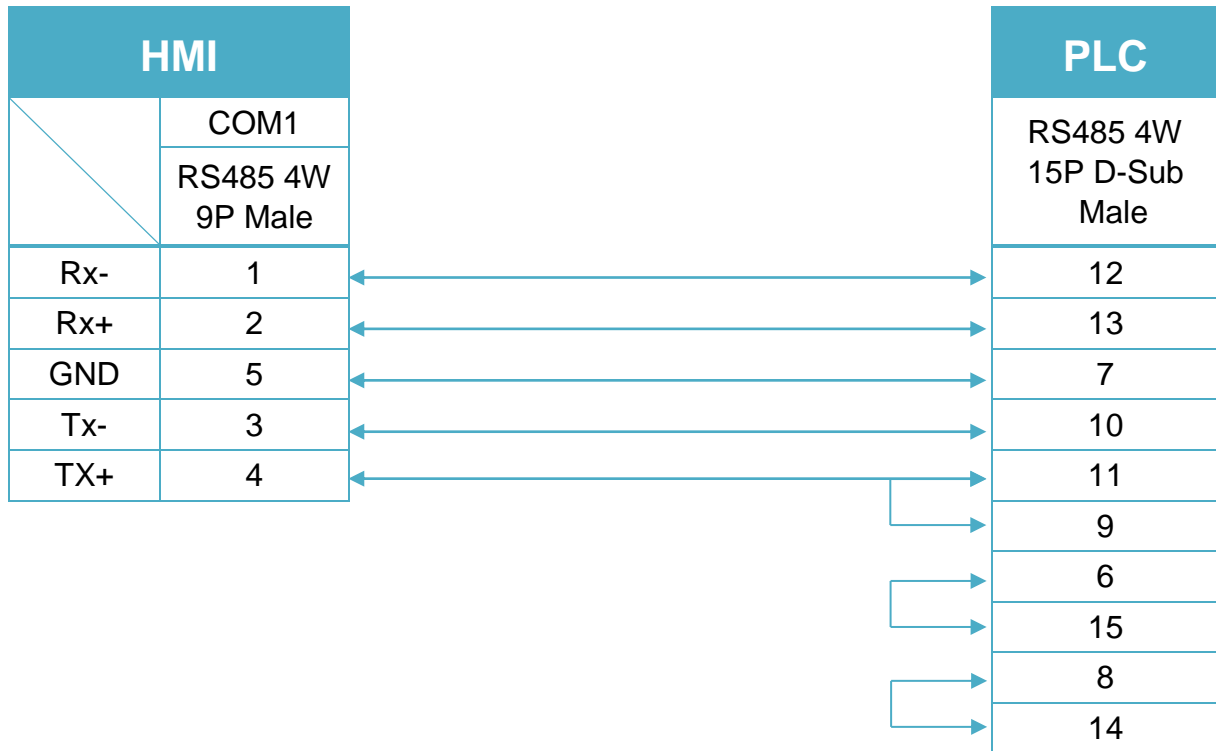 HMI
PLC
COM1
RS485 4W
9P Male
RS485 4W
15P D-Sub
Male
Rx- 1 12
Rx+ 2 13
GND 5 7
Tx- 3 10
TX+ 4 11
9
6
15
8
14